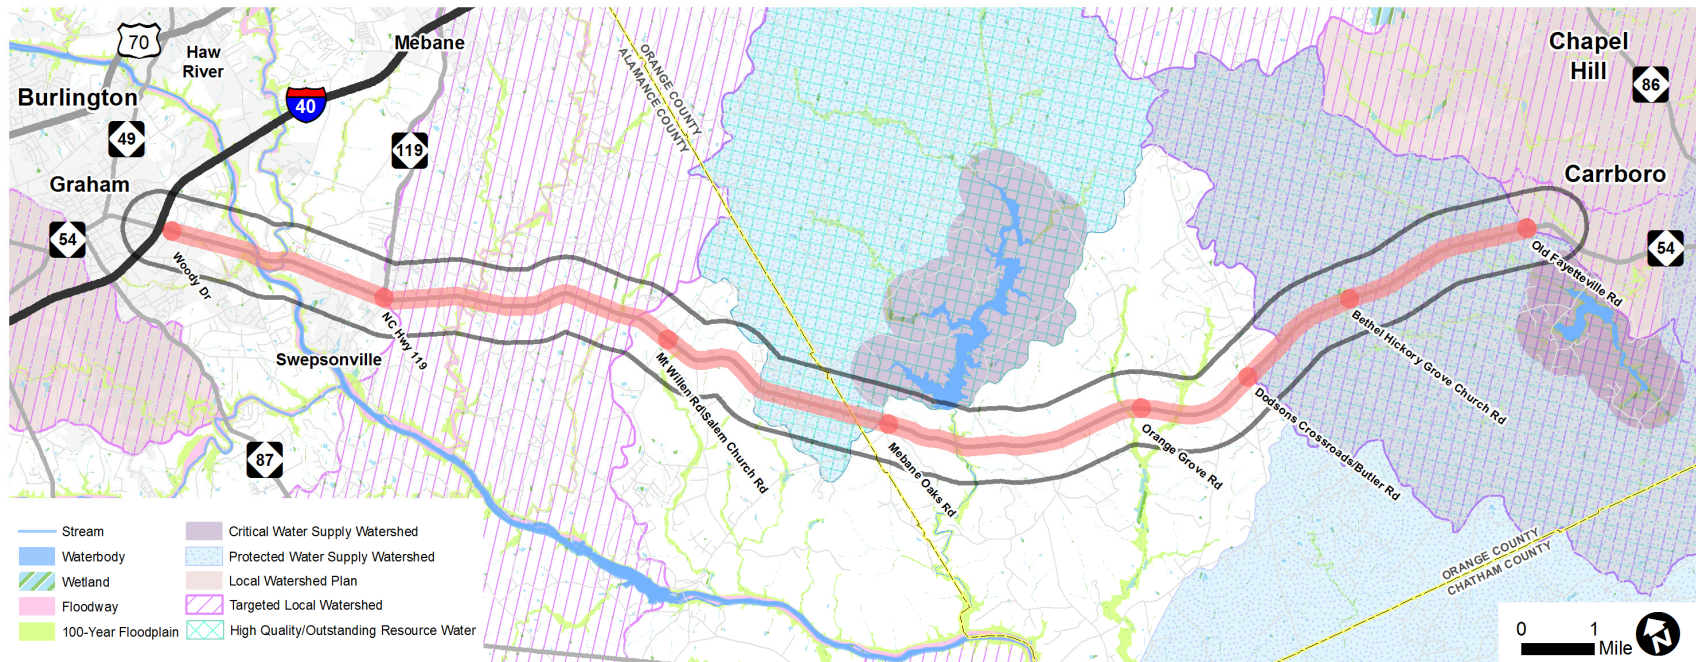 70
Haw
River
Mebane
Burlington
40
49
119
Graham
54
ORANGE COUNTY
ALAMANCE COUNTY
Chapel
Hill
86
Carrboro
54
Woody Dr
NC Hwy 119
Swepsonville
87
Mt Willen Rd\Salem Church Rd
Mebane Oaks Rd
Orange Grove Rd
Dodsons Crossroads/Butler Rd
Bethel Hickory Grove Church Rd
Old Fayetteville Rd
ORANGE COUNTY
CHATHAM COUNTY
Stream
Waterbody
Wetland
Floodway
100-Year Floodplain
Critical Water Supply Watershed
Protected Water Supply Watershed
Local Watershed Plan
Targeted Local Watershed
High Quality/Outstanding Resource Water
0 1
Mile
N